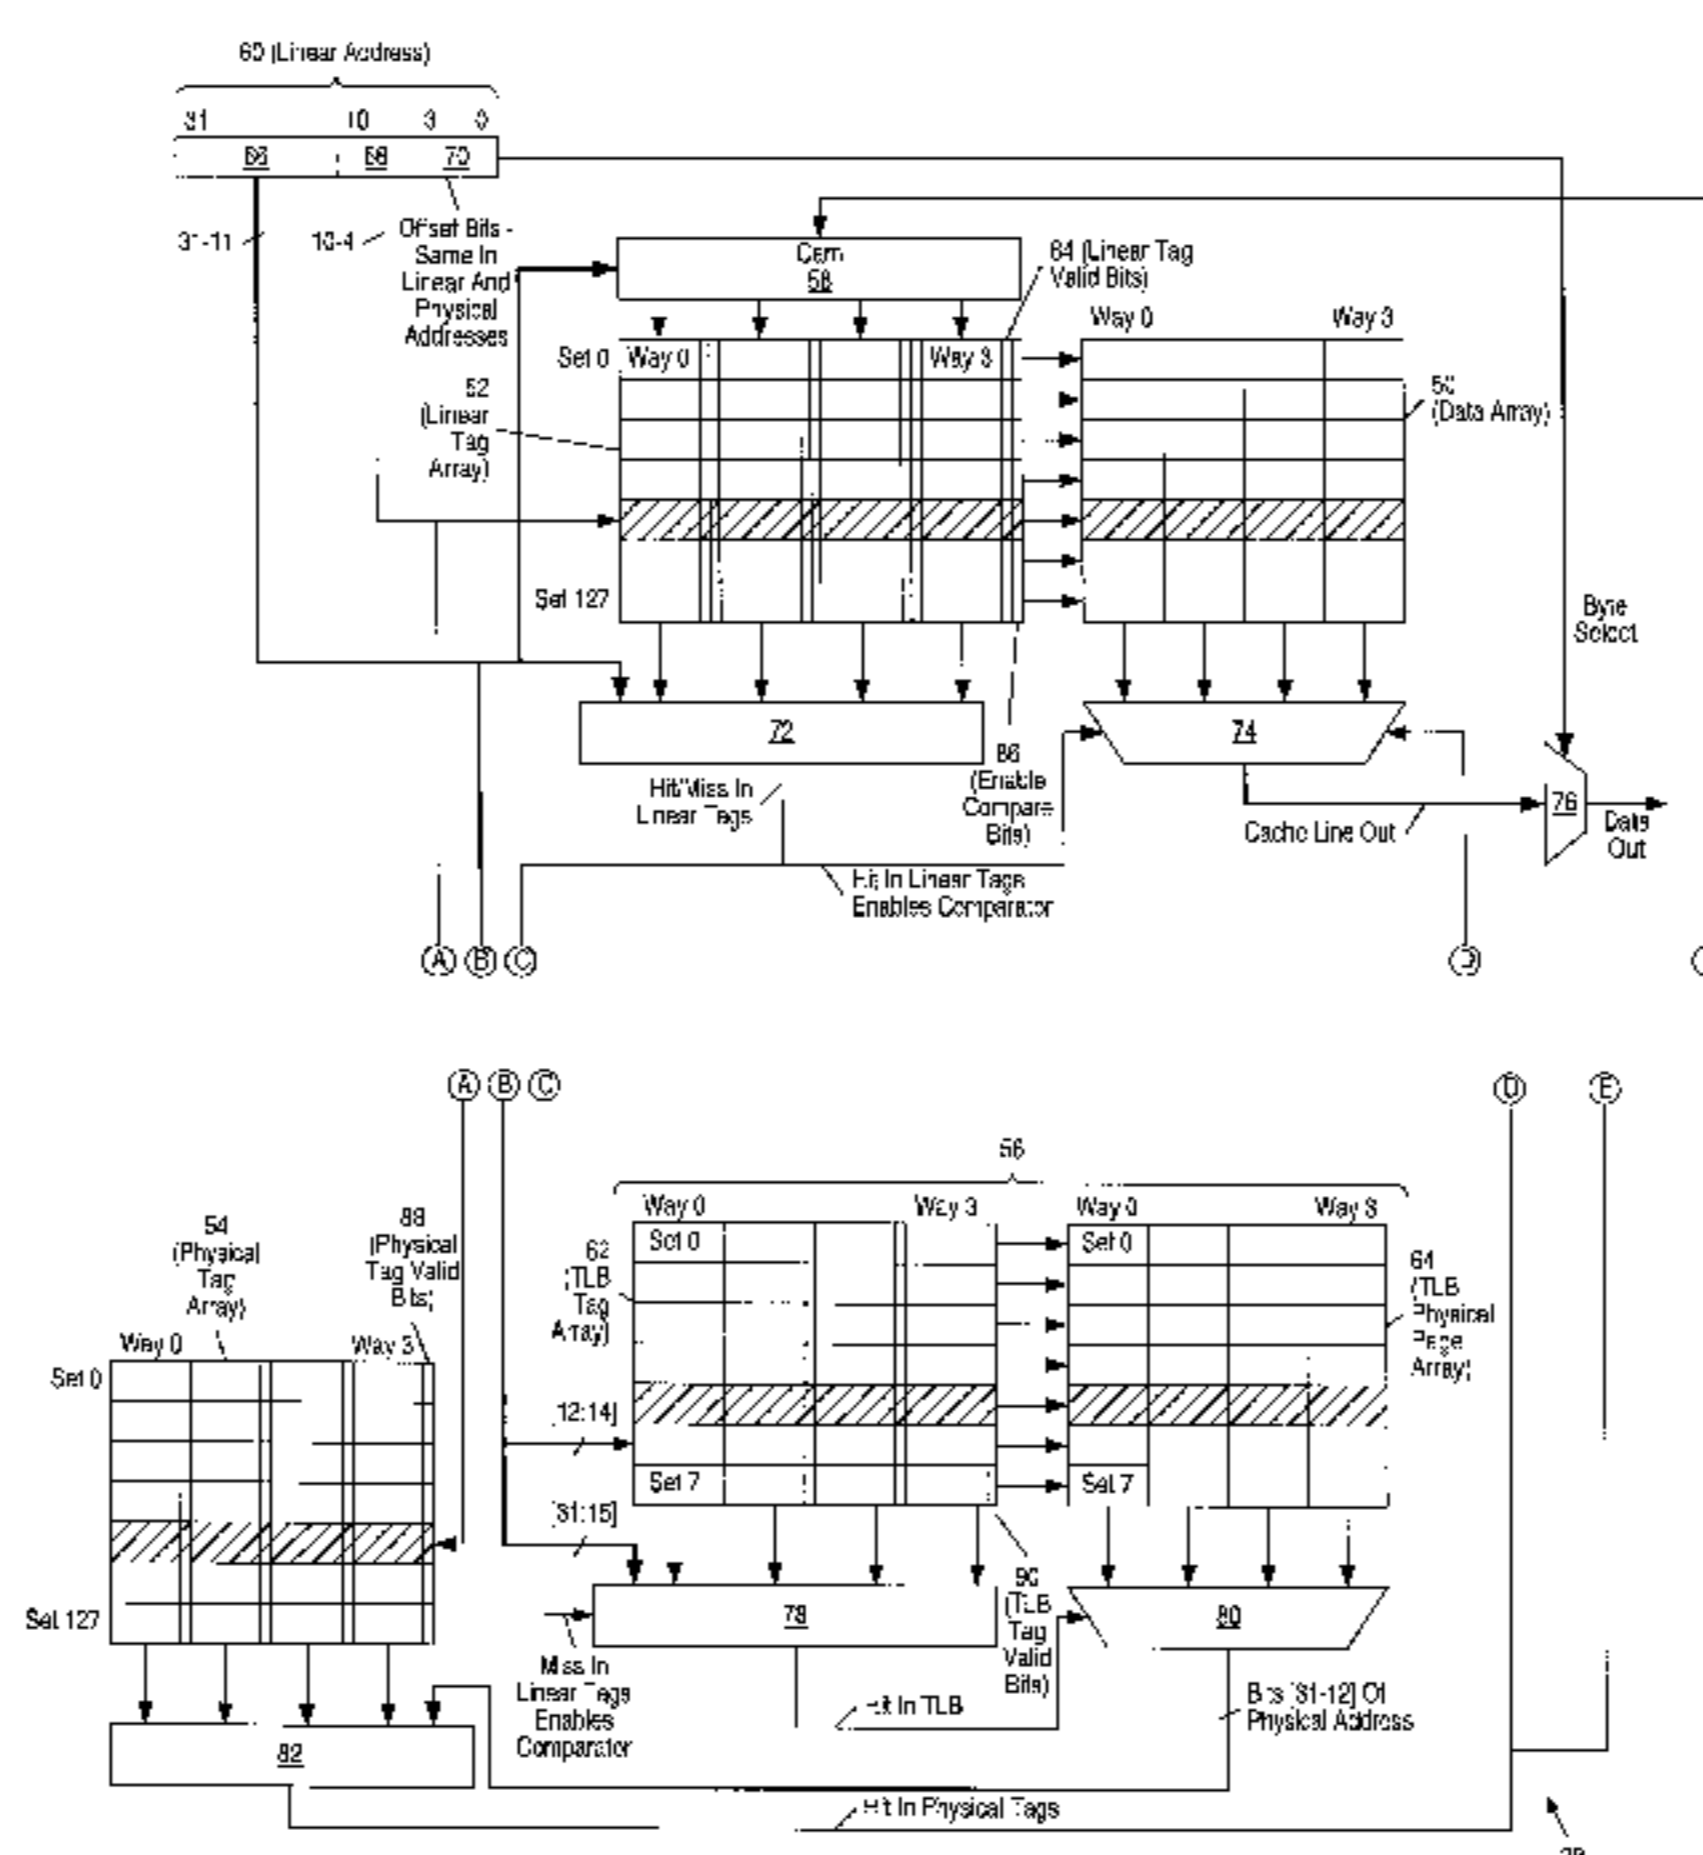 60 (Linear Address)
31 10 3 0
66 68 70
31-11
10-4
Offset Bits -
Same In
Linear And
Physical
Addresses
Cam
58
84 (Linear Tag
Valid Bits)
Way 0 Way 3
Set 0 Way 0 Way 3
52
(Linear
Tag
Array)
50
(Data Array)
Set 127
Byte
Select
72
74
76
86
(Enable
Compare
Bits)
Hit/Miss In
Linear Tags
Cache Line Out
Data
Out
Hit In Linear Tags
Enables Comparator
A B C D
A B C D E
56
54
(Physical
Tag
Array)
88
(Physical
Tag Valid
Bits)
Way 0 Way 3 Way 0 Way 3
Set 0 Set 0
62
(TLB
Tag
Array)
64
(TLB
Physical
Page
Array)
Way 0 Way 3
Set 0
[12:14]
Set 7 Set 7
[31:15]
Set 127
78
90
(TLB
Tag
Valid
Bits)
80
Miss In
Linear Tags
Enables
Comparator
Hit In TLB
Bits [31-12] Of
Physical Address
82
Hit In Physical Tags